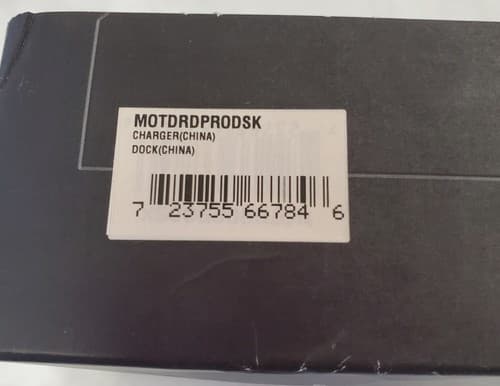 MOTDRDPRODSK
CHARGER(CHINA)
DOCK(CHINA)
7 23755 66784 6